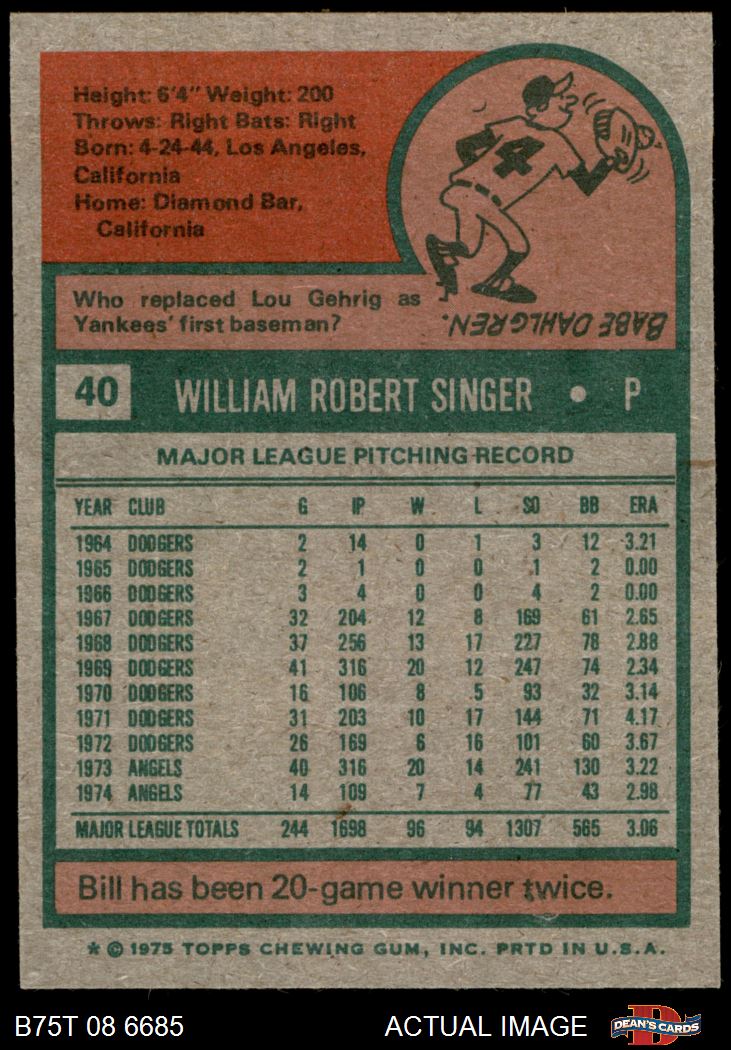 Height: 6'4" Weight: 200
Throws: Right Bats: Right
Born: 4-24-44, Los Angeles,
California
Home: Diamond Bar,
California
4
Who replaced Lou Gehrig as
Yankees' first baseman?
BABE DAHLGREN.
40 WILLIAM ROBERT SINGER • P
MAJOR LEAGUE PITCHING RECORD
YEAR CLUB G IP W L SO BB ERA
1964 DODGERS 2 14 0 1 3 12 3.21
1965 DODGERS 2 1 0 0 1 2 0.00
1966 DODGERS 3 4 0 0 4 2 0.00
1967 DODGERS 32 204 12 8 169 61 2.65
1968 DODGERS 37 256 13 17 227 78 2.88
1969 DODGERS 41 316 20 12 247 74 2.34
1970 DODGERS 16 106 8 5 93 32 3.14
1971 DODGERS 31 203 10 17 144 71 4.17
1972 DODGERS 26 169 6 16 101 60 3.67
1973 ANGELS 40 316 20 14 241 130 3.22
1974 ANGELS 14 109 7 4 77 43 2.98
MAJOR LEAGUE TOTALS 244 1698 96 94 1307 565 3.06
Bill has been 20-game winner twice.
* © 1975 TOPPS CHEWING GUM, INC. PRTD IN U.S.A.
B75T 08 6685 ACTUAL IMAGE
D
DEAN'S CARDS